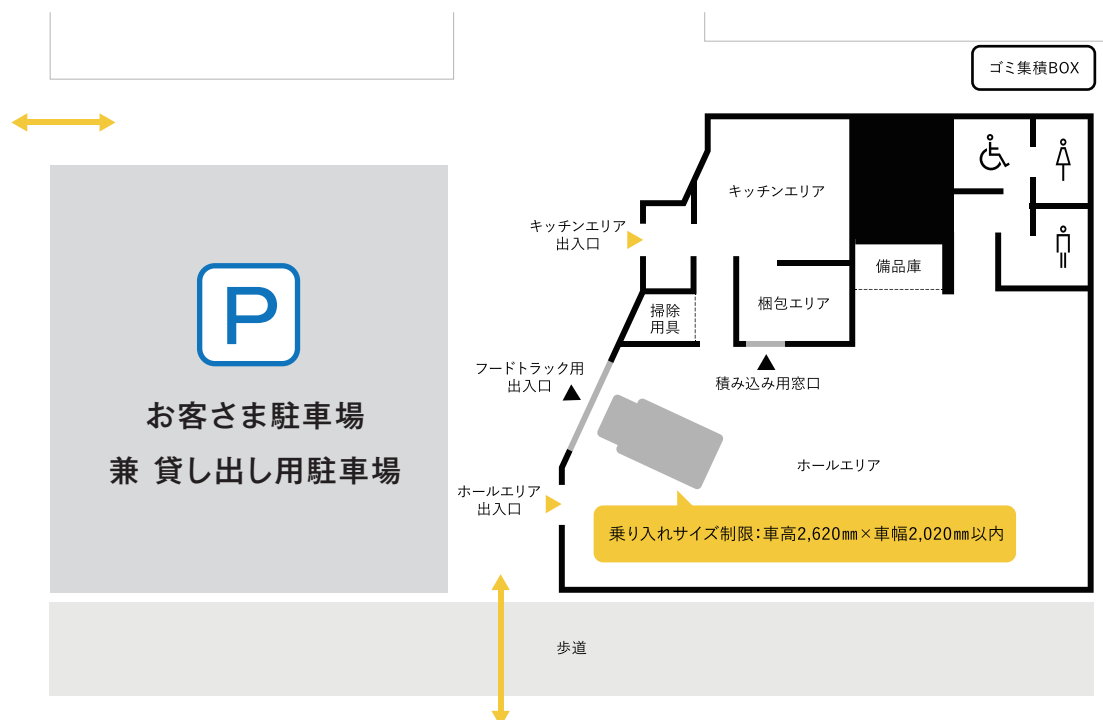 ゴミ集積BOX
キッチンエリア
キッチンエリア
出入口
備品庫
梱包エリア
掃除
用具
フードトラック用
出入口
積み込み用窓口
P
お客さま駐車場
兼 貸し出し用駐車場
ホールエリア
ホールエリア
出入口
乗り入れサイズ制限：車高2,620㎜×車幅2,020㎜以内
歩道